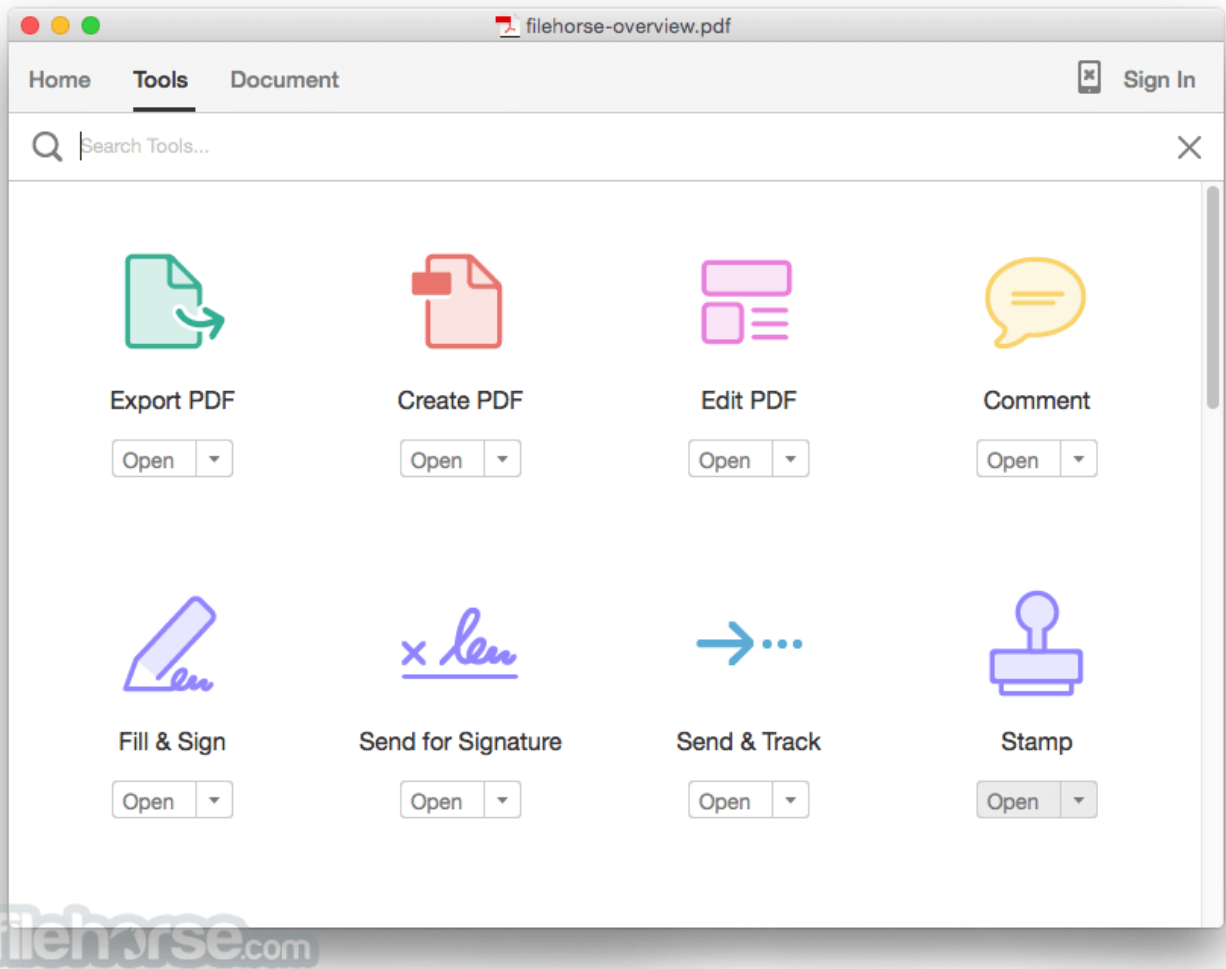 filehorse-overview.pdf
Home Tools Document Sign In
Search Tools...
Export PDF Create PDF Edit PDF Comment
Open Open Open Open
Fill & Sign Send for Signature Send & Track Stamp
Open Open Open Open
filehorse.com